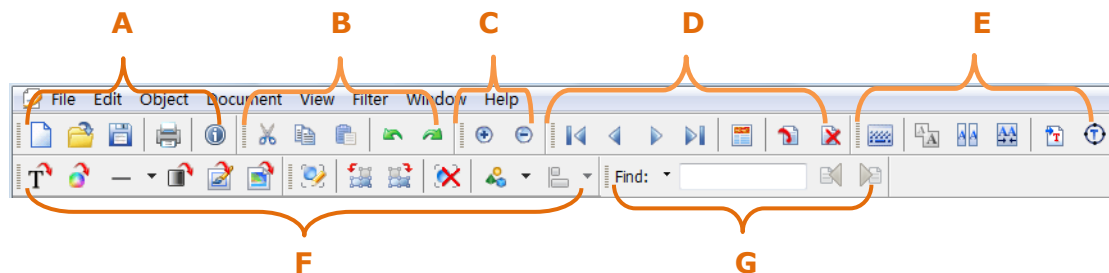 A B C D E
File Edit Object Document View Filter Window Help
Find:
F G